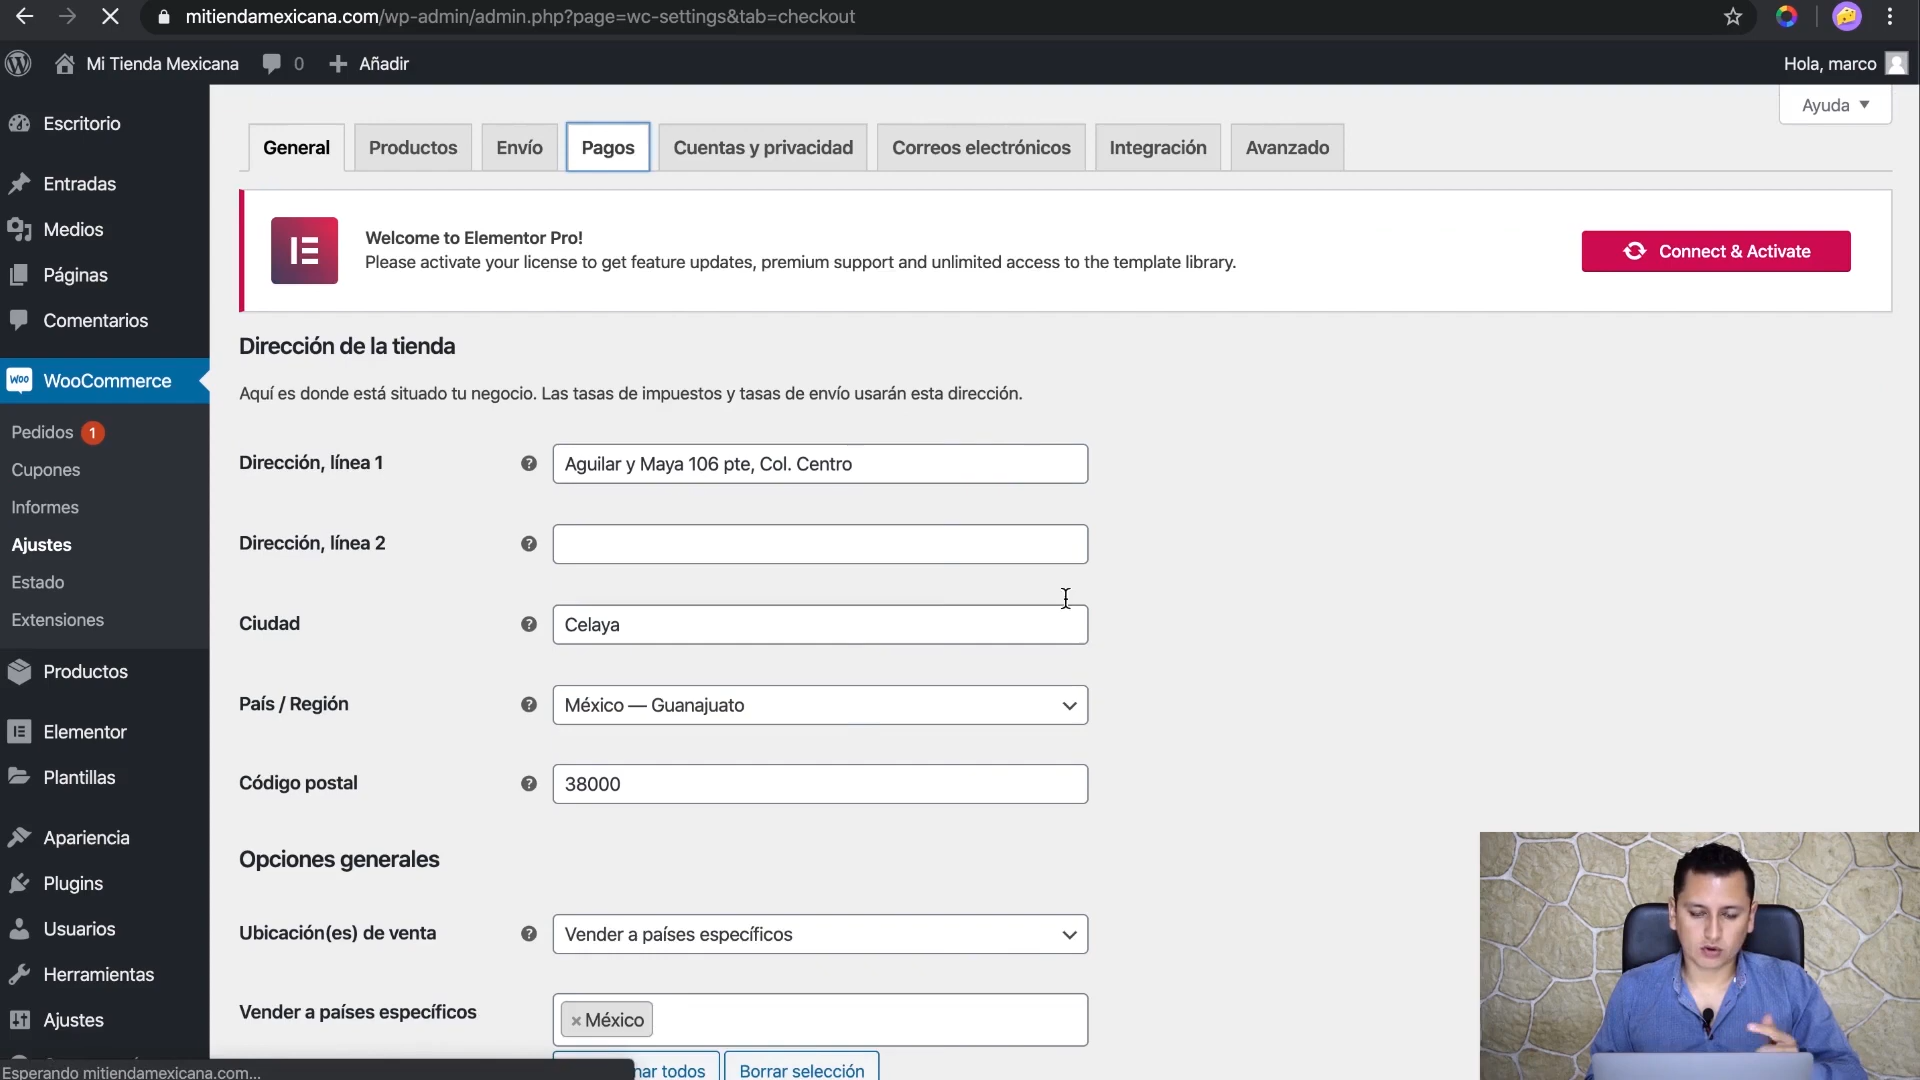 mitiendamexicana.com/wp-admin/admin.php?page=wc-settings&tab=checkout
Mi Tienda Mexicana 0 Añadir Hola, marco
Ayuda
Escritorio
Entradas
Medios
Páginas
Comentarios
WOO WooCommerce
Pedidos 1
Cupones
Informes
Ajustes
Estado
Extensiones
Productos
Elementor
Plantillas
Apariencia
Plugins
Usuarios
Herramientas
Ajustes
General Productos Envío Pagos Cuentas y privacidad Correos electrónicos Integración Avanzado
Welcome to Elementor Pro!
Please activate your license to get feature updates, premium support and unlimited access to the template library.
Connect & Activate
Dirección de la tienda
Aquí es donde está situado tu negocio. Las tasas de impuestos y tasas de envío usarán esta dirección.
Dirección, línea 1 ? Aguilar y Maya 106 pte, Col. Centro
Dirección, línea 2 ?
Ciudad ? Celaya
País / Región ? México — Guanajuato
Código postal ? 38000
Opciones generales
Ubicación(es) de venta ? Vender a países específicos
Vender a países específicos × México
todos Borrar selección
Esperando mitiendamexicana.com...